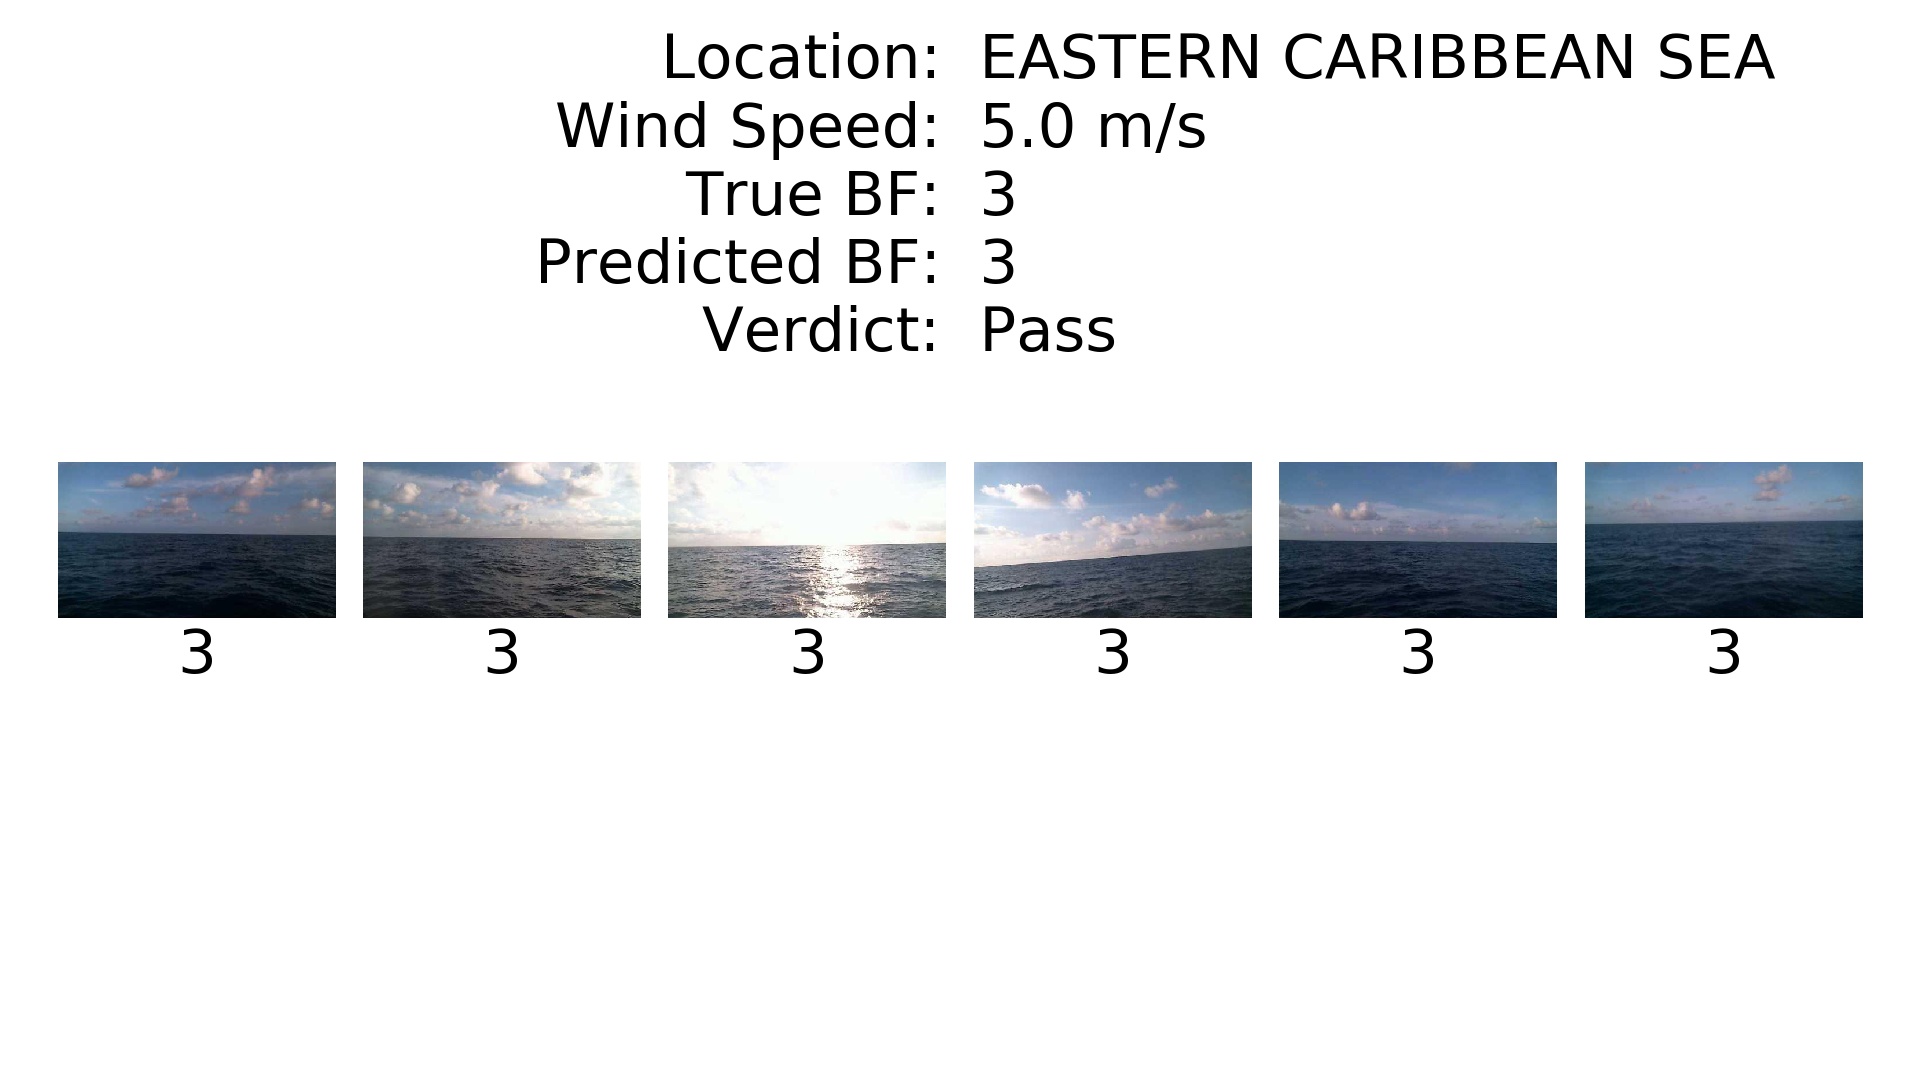 Location: EASTERN CARIBBEAN SEA
Wind Speed: 5.0 m/s
True BF: 3
Predicted BF: 3
Verdict: Pass
3 3 3 3 3 3